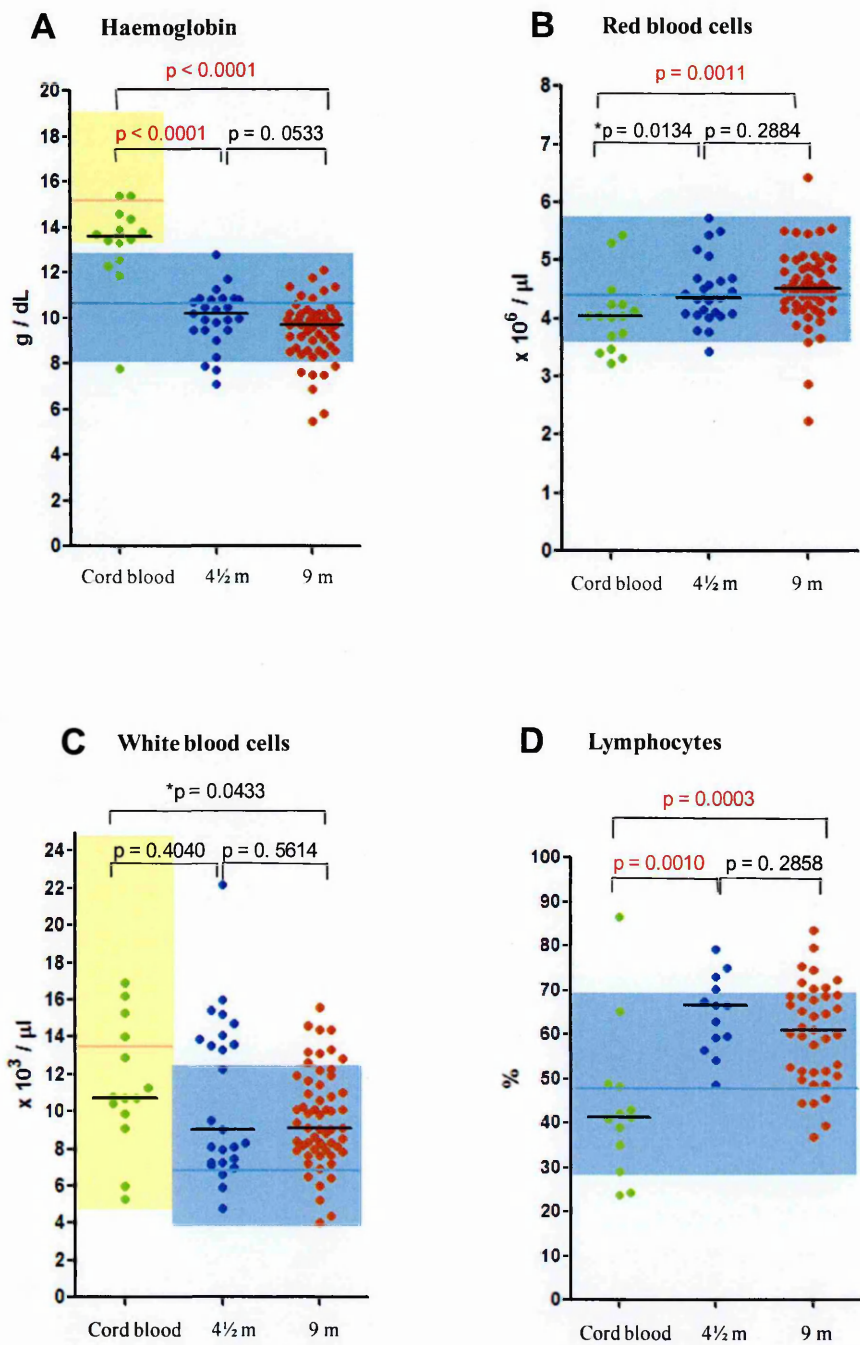 A Haemoglobin
p < 0.0001
p < 0.0001 p = 0. 0533
20
18
16
14
12
10
8
6
4
2
0
g / dL
Cord blood 4½ m 9 m
B Red blood cells
p = 0.0011
*p = 0.0134 p = 0. 2884
8
7
6
5
4
3
2
1
0
x 10⁶ / µl
Cord blood 4½ m 9 m
C White blood cells
*p = 0.0433
p = 0. 4040 p = 0. 5614
24
22
20
18
16
14
12
10
8
6
4
2
0
x 10³ / µl
Cord blood 4½ m 9 m
D Lymphocytes
p = 0.0003
p = 0.0010 p = 0. 2858
100
90
80
70
60
50
40
30
20
10
0
%
Cord blood 4½ m 9 m